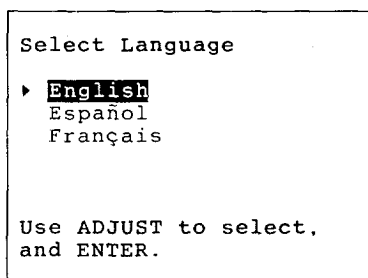 Select Language
English
Español
Français
Use ADJUST to select,
and ENTER.